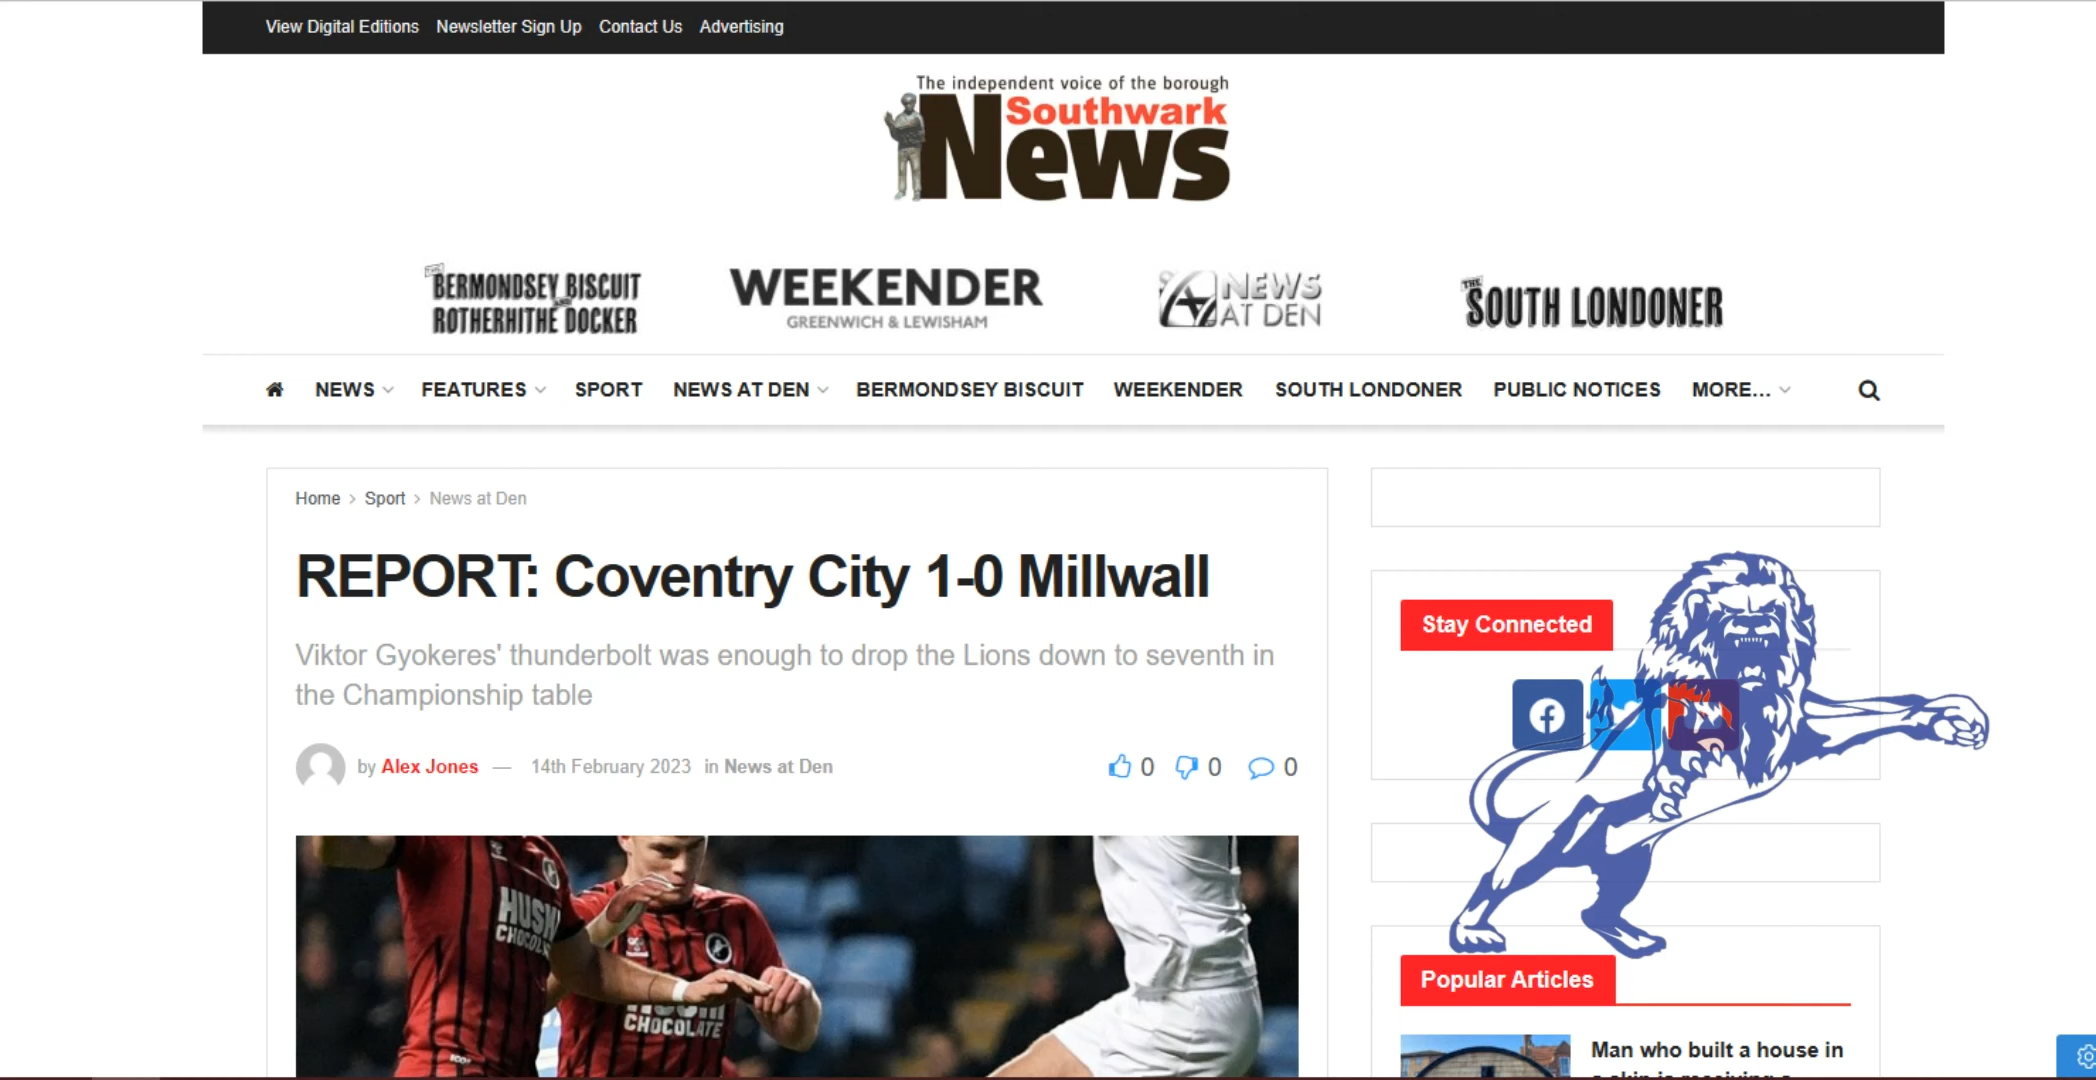 View Digital Editions Newsletter Sign Up Contact Us Advertising
The independent voice of the borough
Southwark
News
THE
BERMONDSEY BISCUIT
AND
ROTHERHITHE DOCKER
WEEKENDER
GREENWICH & LEWISHAM
NEWS
AT DEN
THE
SOUTH LONDONER
NEWS FEATURES SPORT NEWS AT DEN BERMONDSEY BISCUIT WEEKENDER SOUTH LONDONER PUBLIC NOTICES MORE...
Home > Sport > News at Den
REPORT: Coventry City 1-0 Millwall
Viktor Gyokeres' thunderbolt was enough to drop the Lions down to seventh in
the Championship table
by Alex Jones — 14th February 2023 in News at Den
0 0 0
Stay Connected
HUSK
CHOCOL
CHOCOLATE
Popular Articles
Man who built a house in